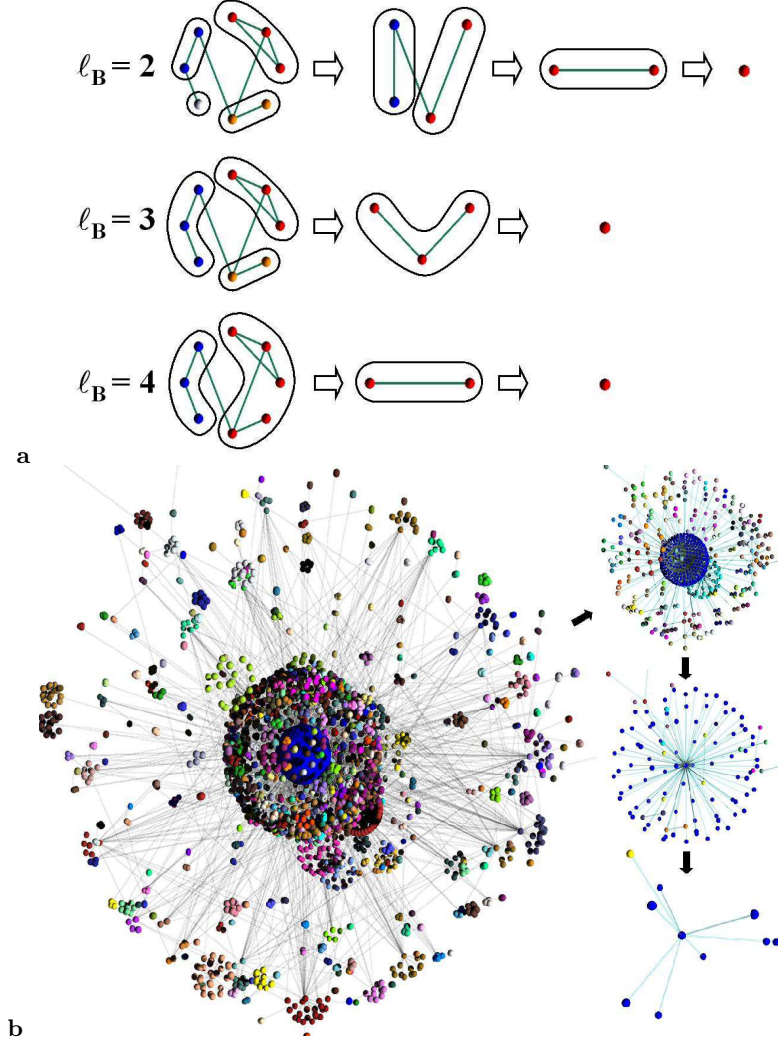 ℓB = 2
ℓB = 3
ℓB = 4
a
b